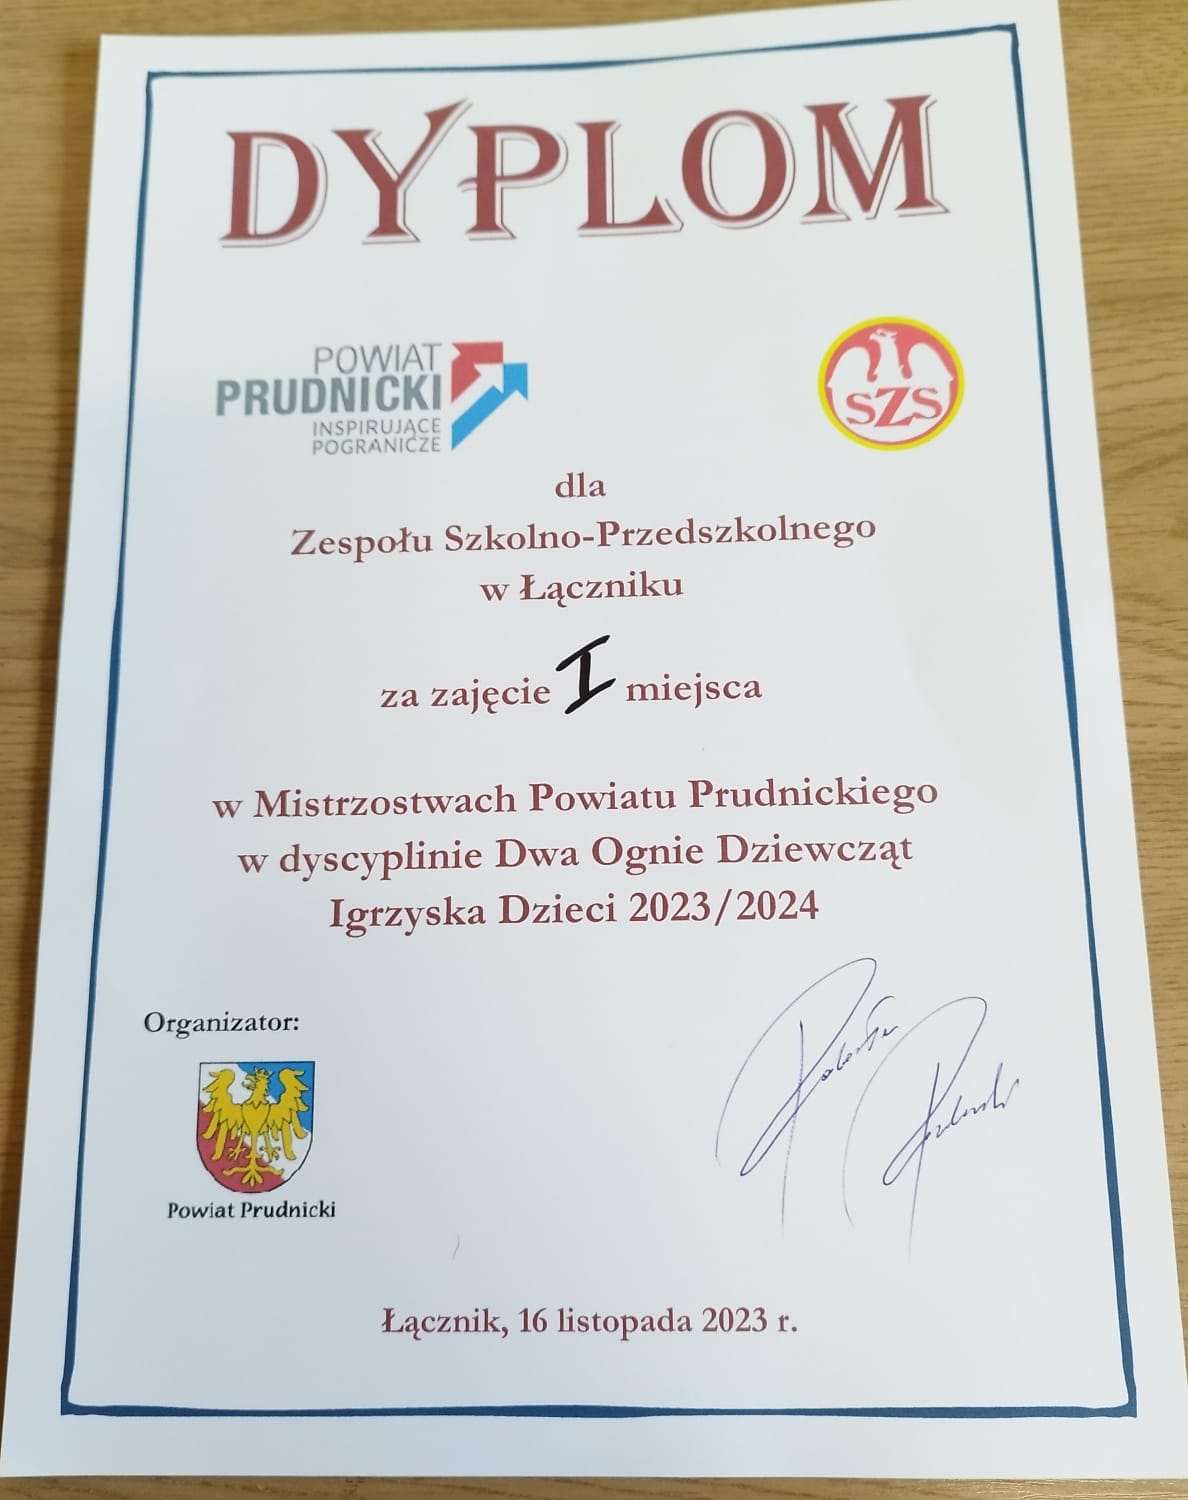 DYPLOM
POWIAT
PRUDNICKI
INSPIRUJĄCE
POGRANICZE
SZS
dla
Zespołu Szkolno-Przedszkolnego
w Łączniku
za zajęcie I miejsca
w Mistrzostwach Powiatu Prudnickiego
w dyscyplinie Dwa Ognie Dziewcząt
Igrzyska Dzieci 2023/2024
Organizator:
Powiat Prudnicki
Łącznik, 16 listopada 2023 r.